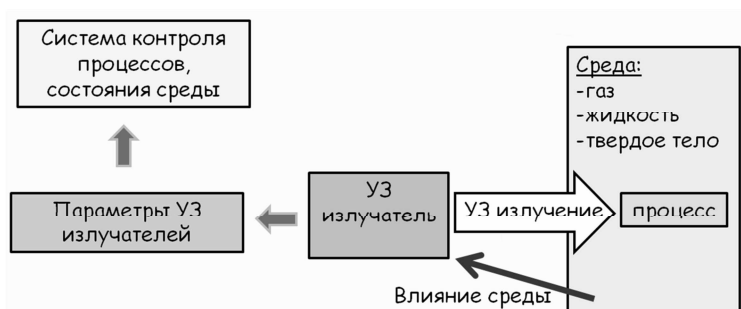 Система контроля
процессов,
состояния среды
Среда:
-газ
-жидкость
-твердое тело
Параметры УЗ
излучателей
УЗ
излучатель
УЗ излучение
процесс
Влияние среды